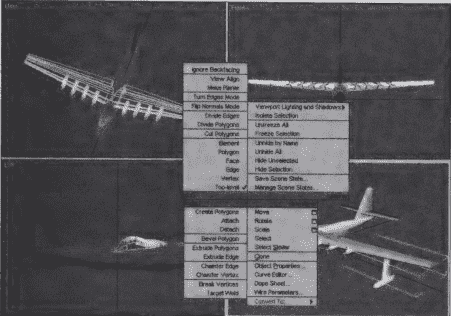 Ignore Backfacing
View Align
Make Planar
Turn Edges Mode
Flip Normals Mode
Divide Edges
Divide Polygons
Cut Polygons
Element
Polygon
Face
Edge
Vertex
Top-level
Viewport Lighting and Shadows
Isolate Selection
Unfreeze All
Freeze Selection
Unhide by Name
Unhide All
Hide Unselected
Hide Selection
Save Scene State...
Manage Scene States...
Create Polygons
Attach
Detach
Bevel Polygon
Extrude Polygons
Extrude Edge
Chamfer Edge
Chamfer Vertex
Break Vertices
Target Weld
Move
Rotate
Scale
Select
Select Similar
Clone
Object Properties...
Curve Editor...
Dope Sheet...
Wire Parameters...
Convert To: